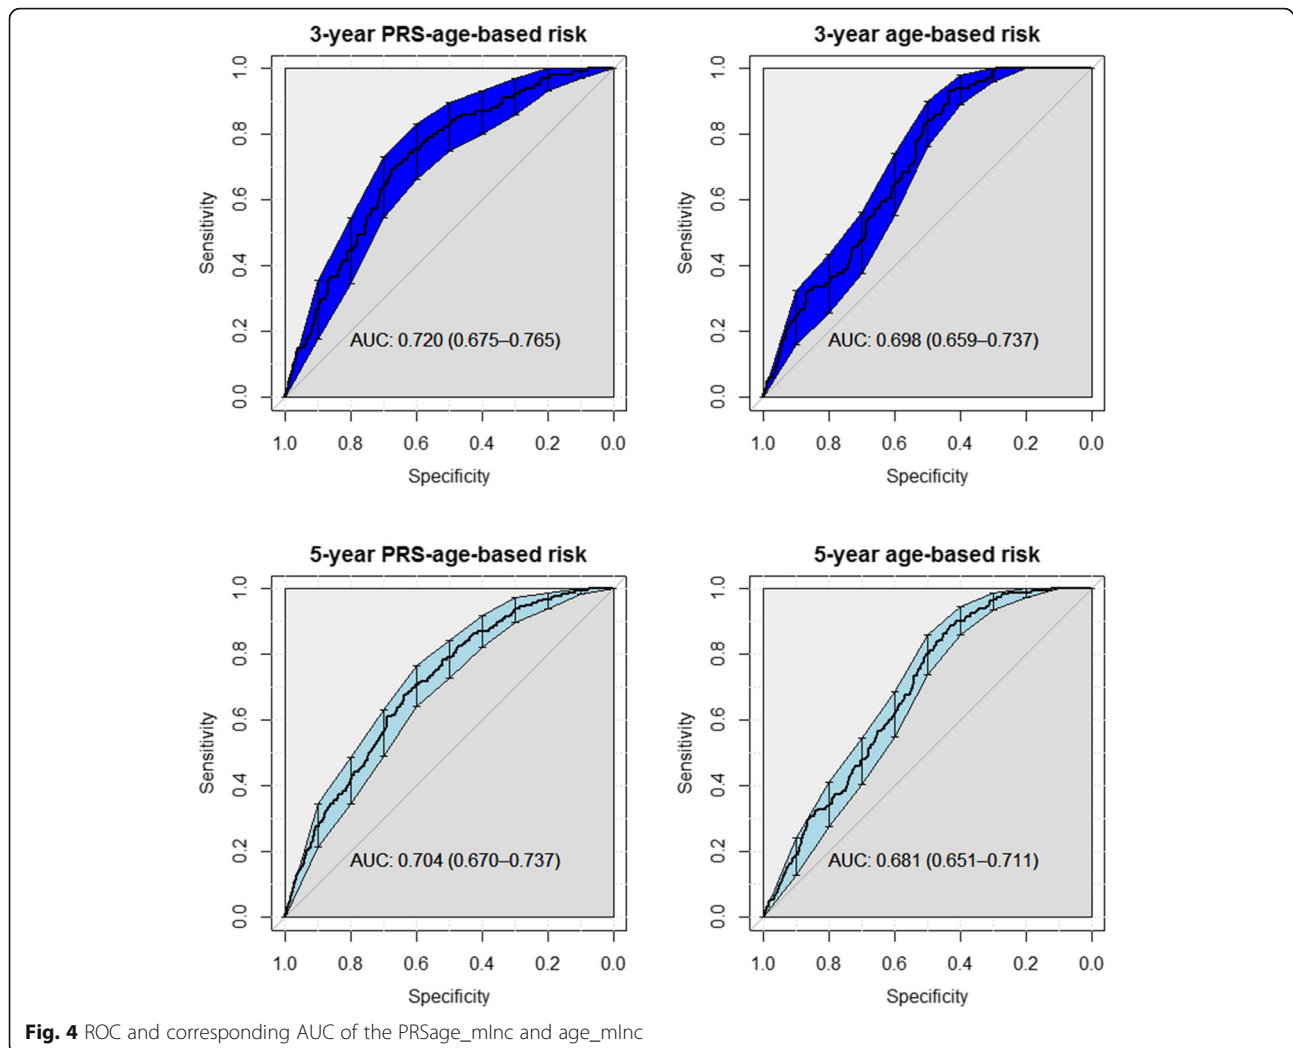 3-year PRS-age-based risk
1.0
0.8
0.6
0.4
0.2
0.0
Sensitivity
AUC: 0.720 (0.675–0.765)
1.0 0.8 0.6 0.4 0.2 0.0
Specificity
3-year age-based risk
1.0
0.8
0.6
0.4
0.2
0.0
Sensitivity
AUC: 0.698 (0.659–0.737)
1.0 0.8 0.6 0.4 0.2 0.0
Specificity
5-year PRS-age-based risk
1.0
0.8
0.6
0.4
0.2
0.0
Sensitivity
AUC: 0.704 (0.670–0.737)
1.0 0.8 0.6 0.4 0.2 0.0
Specificity
5-year age-based risk
1.0
0.8
0.6
0.4
0.2
0.0
Sensitivity
AUC: 0.681 (0.651–0.711)
1.0 0.8 0.6 0.4 0.2 0.0
Specificity
Fig. 4 ROC and corresponding AUC of the PRSage_mInc and age_mInc